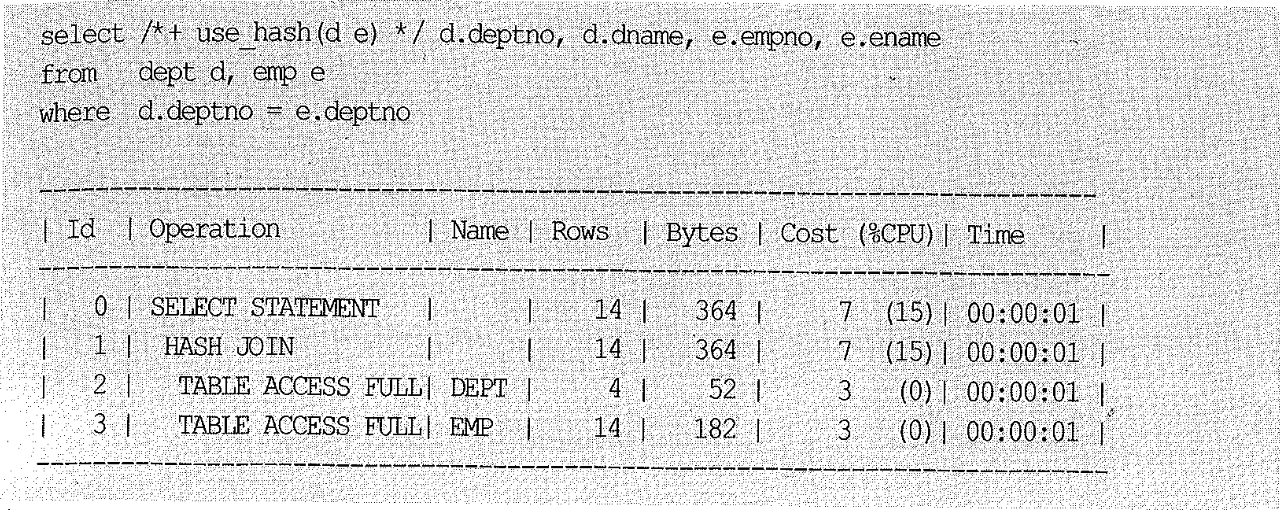 select /*+ use_hash(d e) */ d.deptno, d.dname, e.empno, e.ename
from   dept d, emp e
where  d.deptno = e.deptno
---------------------------------------------------------------------------
| Id  | Operation          | Name | Rows  | Bytes | Cost (%CPU)| Time     |
---------------------------------------------------------------------------
|   0 | SELECT STATEMENT   |      |    14 |   364 |     7  (15)| 00:00:01 |
|   1 |  HASH JOIN         |      |    14 |   364 |     7  (15)| 00:00:01 |
|   2 |   TABLE ACCESS FULL| DEPT |     4 |    52 |     3   (0)| 00:00:01 |
|   3 |   TABLE ACCESS FULL| EMP  |    14 |   182 |     3   (0)| 00:00:01 |
---------------------------------------------------------------------------